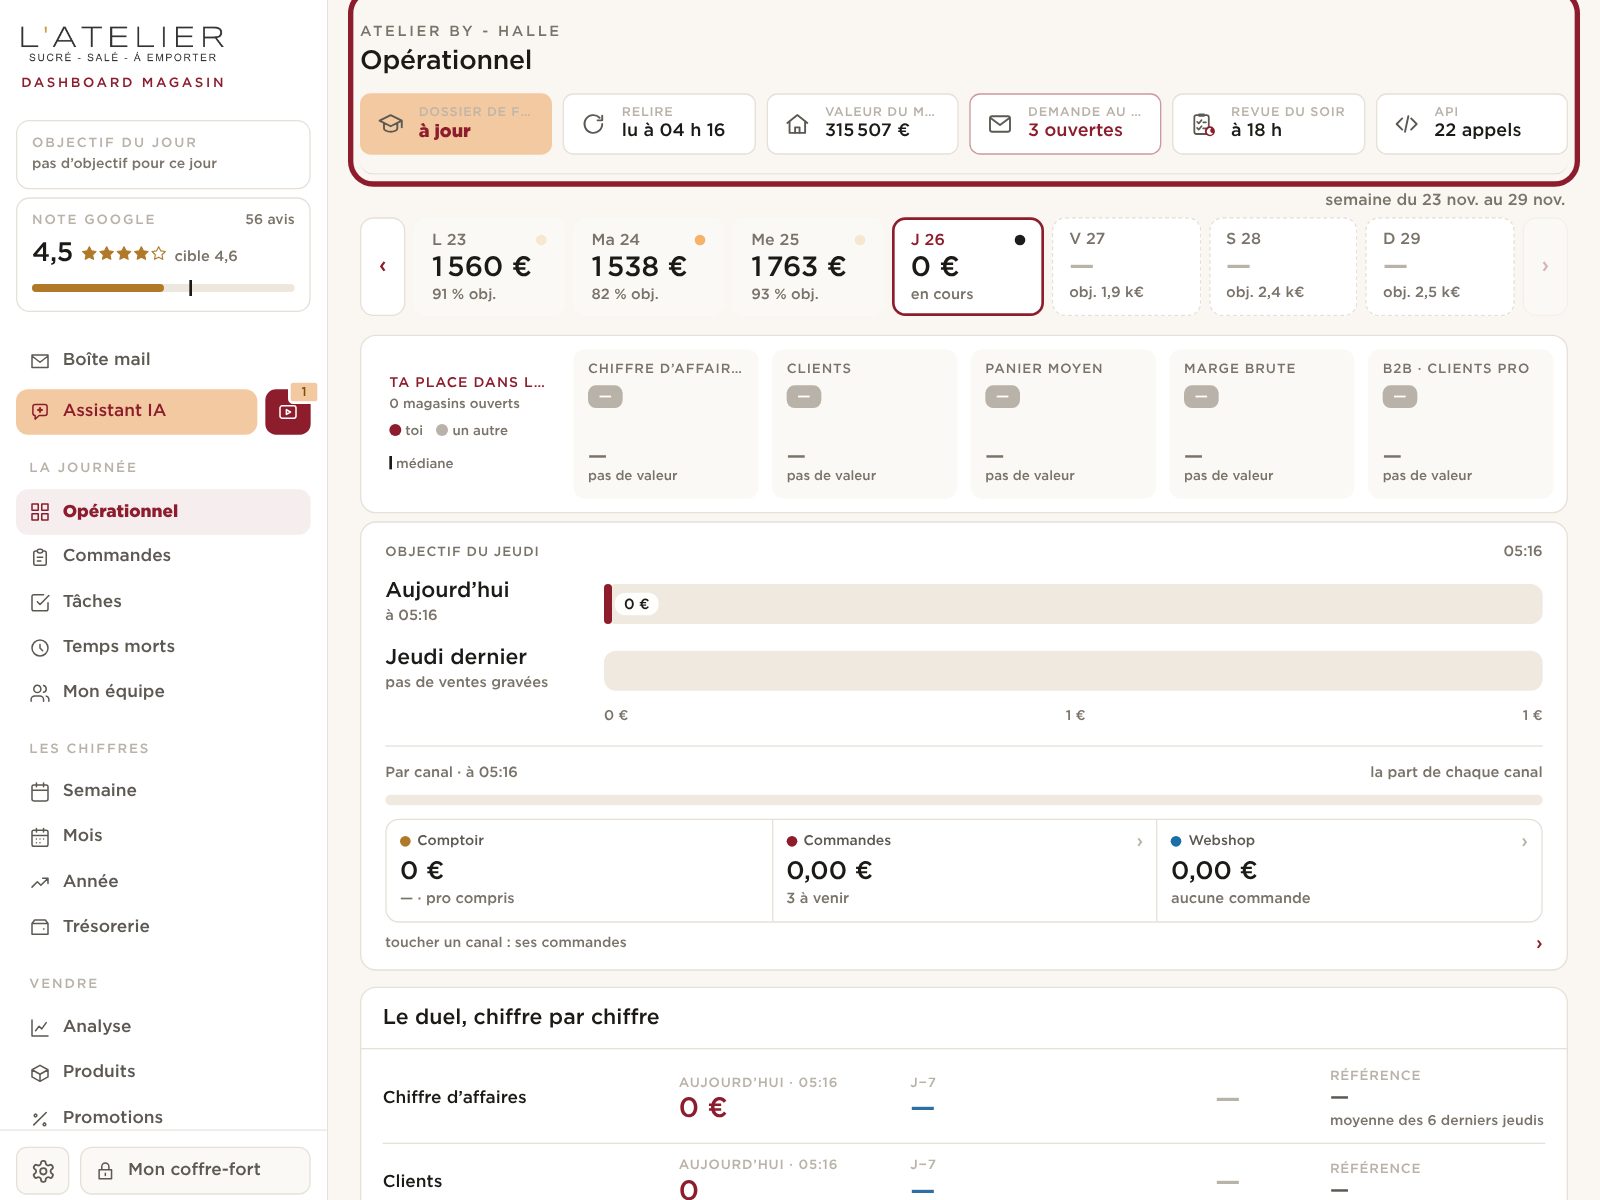 L'ATELIER
SUCRÉ - SALÉ - À EMPORTER
DASHBOARD MAGASIN
OBJECTIF DU JOUR
pas d'objectif pour ce jour
NOTE GOOGLE 56 avis
4,5 cible 4,6
Boîte mail
Assistant IA
1
LA JOURNÉE
Opérationnel
Commandes
Tâches
Temps morts
Mon équipe
LES CHIFFRES
Semaine
Mois
Année
Trésorerie
VENDRE
Analyse
Produits
Promotions
Mon coffre-fort
ATELIER BY - HALLE
Opérationnel
DOSSIER DE F…
à jour
RELIRE
lu à 04 h 16
VALEUR DU M…
315 507 €
DEMANDE AU …
3 ouvertes
REVUE DU SOIR
à 18 h
API
22 appels
semaine du 23 nov. au 29 nov.
‹
L 23
1 560 €
91 % obj.
Ma 24
1 538 €
82 % obj.
Me 25
1 763 €
93 % obj.
J 26
0 €
en cours
V 27
—
obj. 1,9 k€
S 28
—
obj. 2,4 k€
D 29
—
obj. 2,5 k€
›
TA PLACE DANS L…
0 magasins ouverts
toi un autre
médiane
CHIFFRE D'AFFAIR…
—
—
pas de valeur
CLIENTS
—
—
pas de valeur
PANIER MOYEN
—
—
pas de valeur
MARGE BRUTE
—
—
pas de valeur
B2B · CLIENTS PRO
—
—
pas de valeur
OBJECTIF DU JEUDI 05:16
Aujourd'hui
à 05:16
0 €
Jeudi dernier
pas de ventes gravées
0 € 1 € 1 €
Par canal · à 05:16 la part de chaque canal
Comptoir
0 €
— · pro compris
Commandes ›
0,00 €
3 à venir
Webshop ›
0,00 €
aucune commande
toucher un canal : ses commandes ›
Le duel, chiffre par chiffre
Chiffre d'affaires
AUJOURD'HUI · 05:16
0 €
J−7
—
—
RÉFÉRENCE
—
moyenne des 6 derniers jeudis
Clients
AUJOURD'HUI · 05:16
0
J−7
—
—
RÉFÉRENCE
—